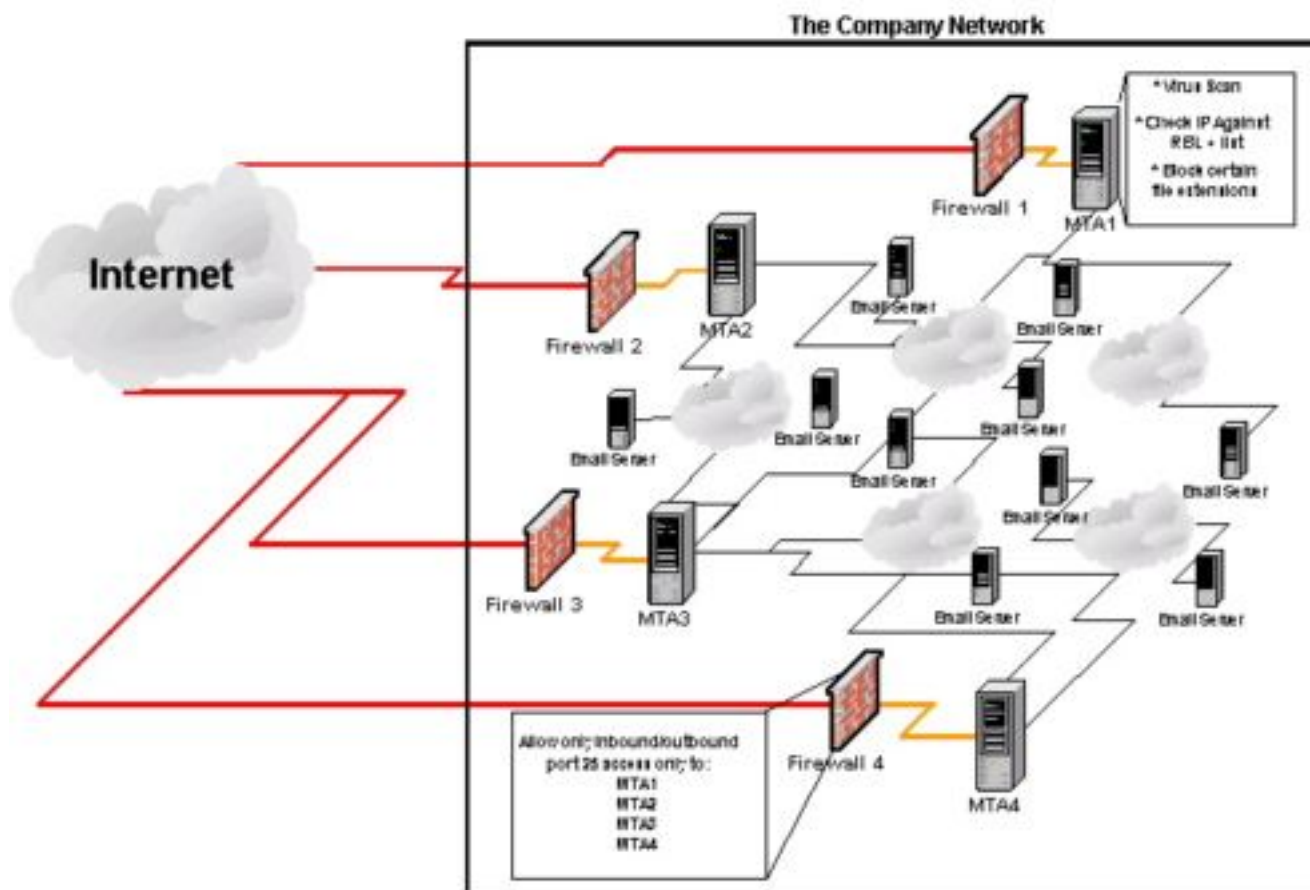 The Company Network
* Virus Scan
* Check IP Against
RBL + list
* Block certain
file extensions
Firewall 1
MTA1
Internet
Firewall 2
MTA2
Email Server
Email Server
Email Server
Email Server
Email Server
Email Server
Email Server
Email Server
Firewall 3
MTA3
Email Server
Email Server
Allow only inbound/outbound
port 25 access only to:
MTA1
MTA2
MTA3
MTA4
Firewall 4
MTA4